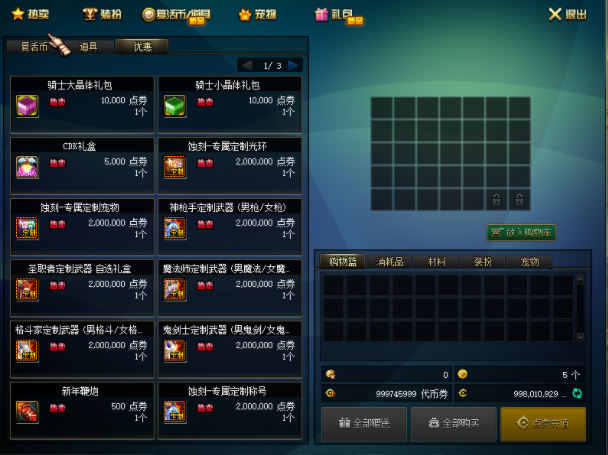 热卖 装扮 复活币/道具 宠物 礼包 退出
复活币 道具 优惠
1/3
骑士大晶体礼包
热卖 10,000 点券
1个
骑士小晶体礼包
热卖 10,000 点券
1个
CDK礼盒
热卖 5,000 点券
1个
蚀刻-专属定制光环
热卖 2,000,000 点券
1个
蚀刻-专属定制宠物
热卖 2,000,000 点券
1个
神枪手定制武器 (男枪/女枪)
热卖 2,000,000 点券
1个
圣职者定制武器 自选礼盒
热卖 2,000,000 点券
1个
魔法师定制武器 (男魔法/女魔..
热卖 2,000,000 点券
1个
格斗家定制武器 (男格斗/女格..
热卖 2,000,000 点券
1个
鬼剑士定制武器 (男鬼剑/女鬼..
热卖 2,000,000 点券
1个
新年鞭炮
热卖 500 点券
1个
蚀刻-专属定制称号
热卖 2,000,000 点券
1个
放入购物车
购物篮 消耗品 材料 装扮 宠物
0
5 个
999745999 代币券
998,010,929 ..
全部赠送 全部购买 点券充值